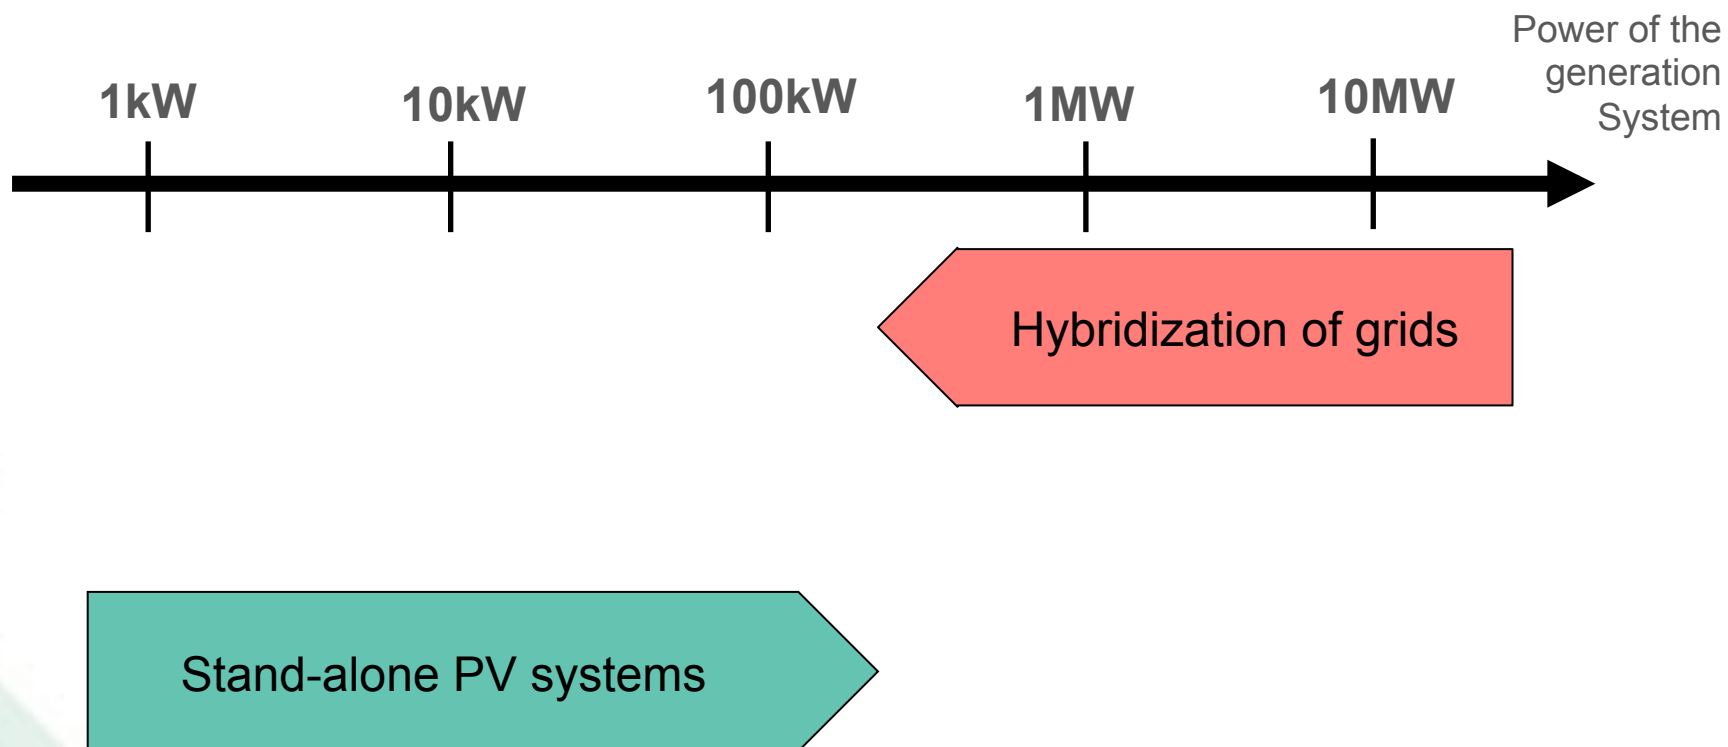 Power of the
generation
System
1kW
10kW
100kW
1MW
10MW
Hybridization of grids
Stand-alone PV systems